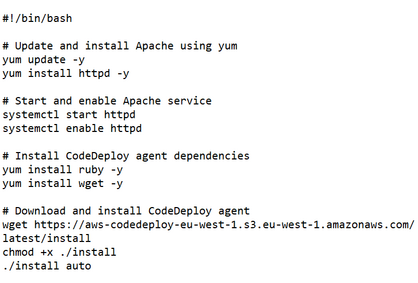 #!/bin/bash
# Update and install Apache using yum
yum update -y
yum install httpd -y
# Start and enable Apache service
systemctl start httpd
systemctl enable httpd
# Install CodeDeploy agent dependencies
yum install ruby -y
yum install wget -y
# Download and install CodeDeploy agent
wget https://aws-codedeploy-eu-west-1.s3.eu-west-1.amazonaws.com/
latest/install
chmod +x ./install
./install auto